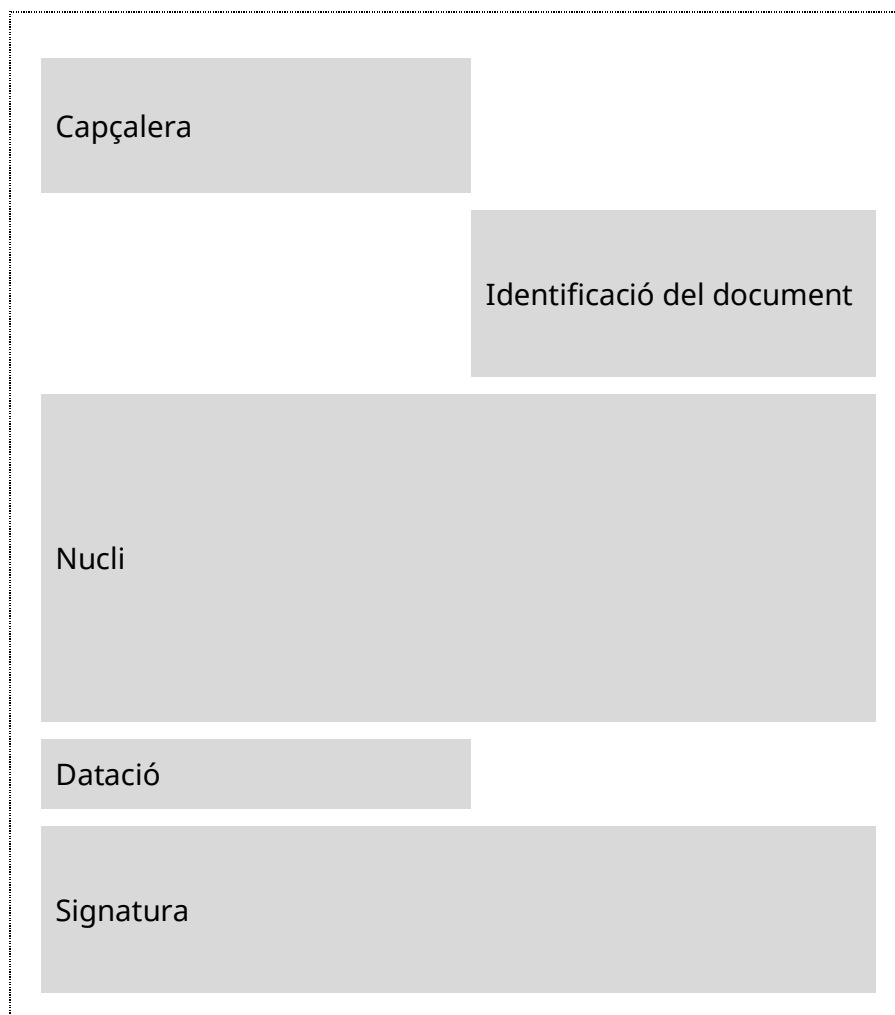 Capçalera
Identificació del document
Nucli
Datació
Signatura